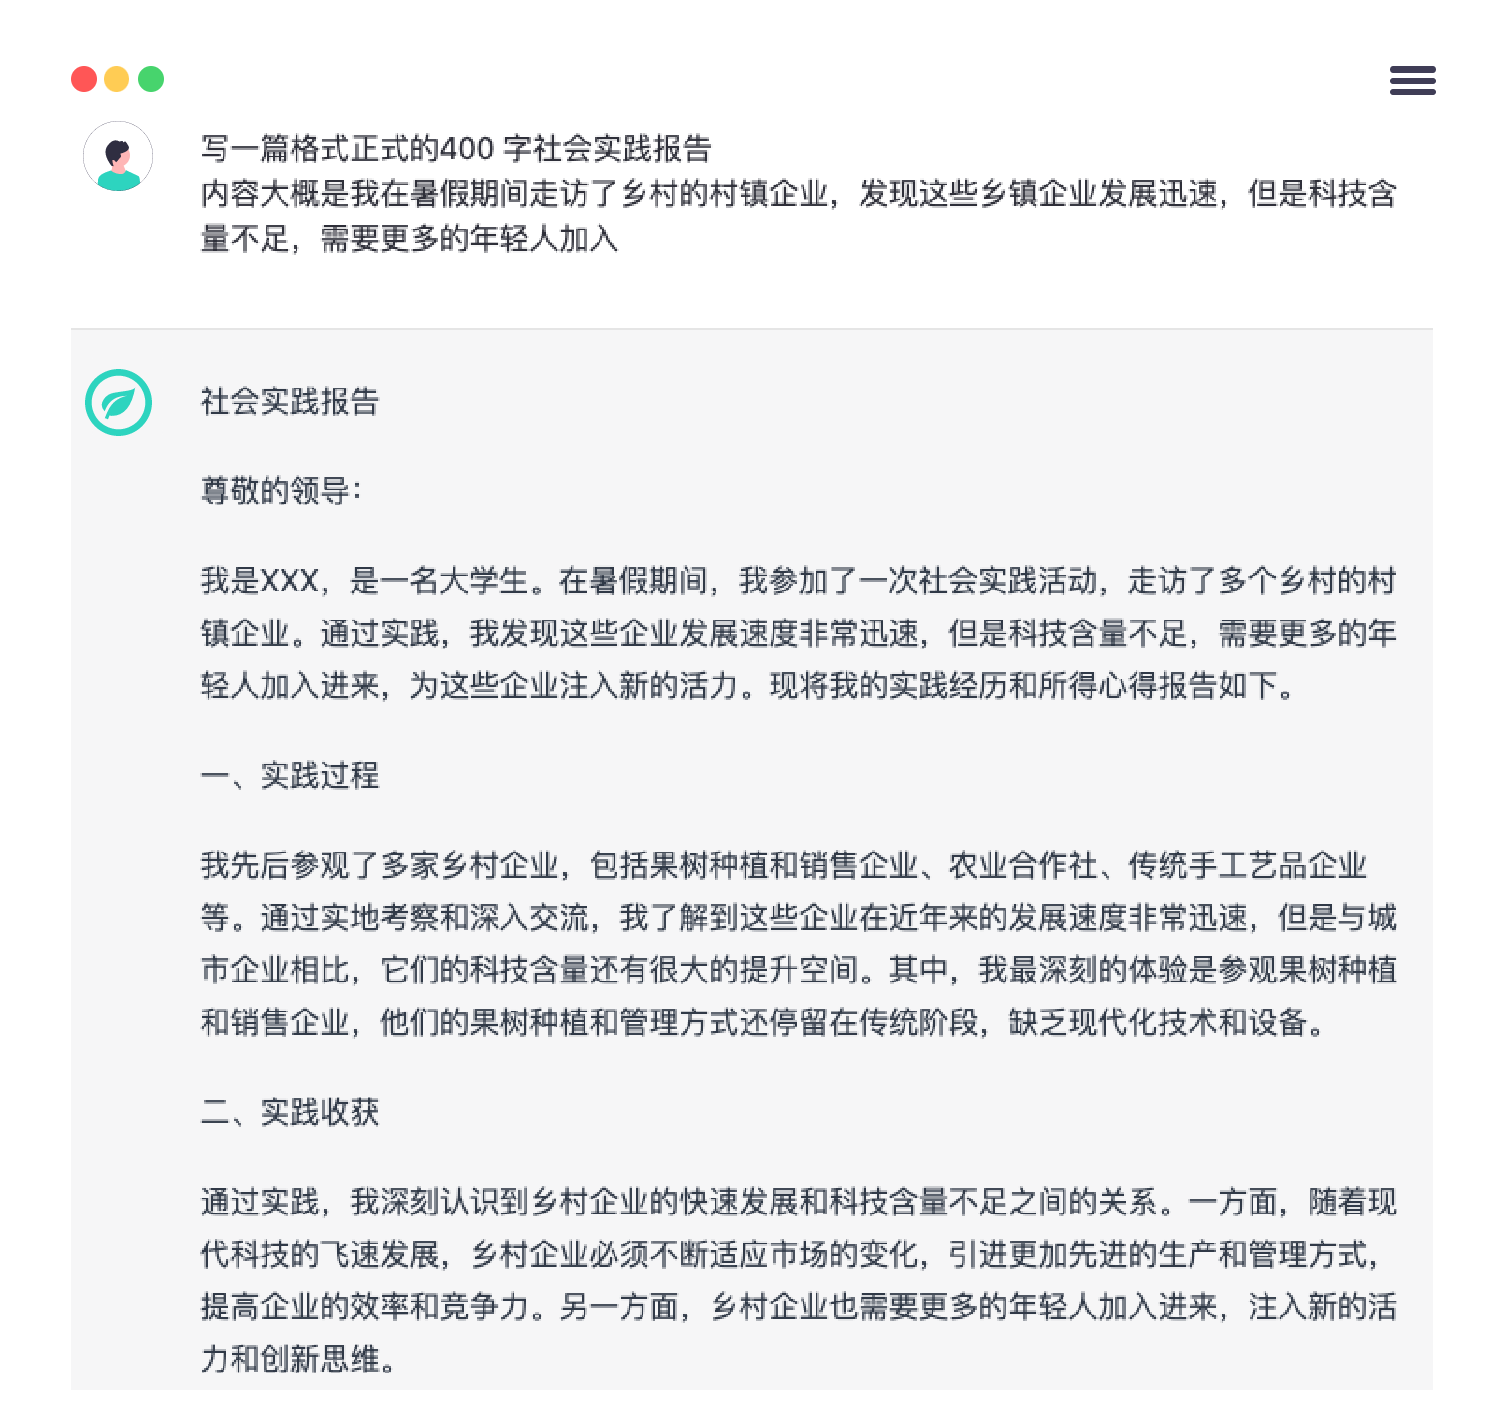 写一篇格式正式的400 字社会实践报告
内容大概是我在暑假期间走访了乡村的村镇企业，发现这些乡镇企业发展迅速，但是科技含
量不足，需要更多的年轻人加入
社会实践报告
尊敬的领导：
我是XXX，是一名大学生。在暑假期间，我参加了一次社会实践活动，走访了多个乡村的村
镇企业。通过实践，我发现这些企业发展速度非常迅速，但是科技含量不足，需要更多的年
轻人加入进来，为这些企业注入新的活力。现将我的实践经历和所得心得报告如下。
一、实践过程
我先后参观了多家乡村企业，包括果树种植和销售企业、农业合作社、传统手工艺品企业
等。通过实地考察和深入交流，我了解到这些企业在近年来的发展速度非常迅速，但是与城
市企业相比，它们的科技含量还有很大的提升空间。其中，我最深刻的体验是参观果树种植
和销售企业，他们的果树种植和管理方式还停留在传统阶段，缺乏现代化技术和设备。
二、实践收获
通过实践，我深刻认识到乡村企业的快速发展和科技含量不足之间的关系。一方面，随着现
代科技的飞速发展，乡村企业必须不断适应市场的变化，引进更加先进的生产和管理方式，
提高企业的效率和竞争力。另一方面，乡村企业也需要更多的年轻人加入进来，注入新的活
力和创新思维。